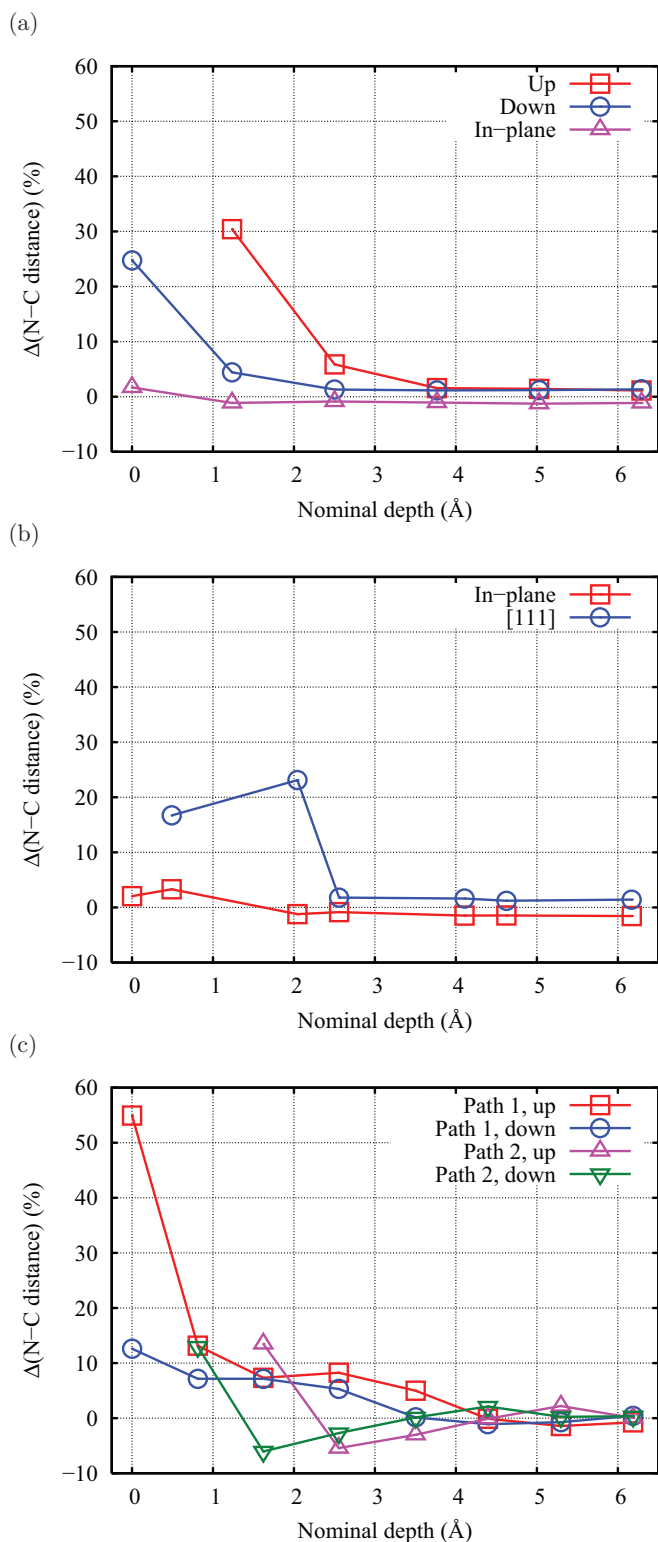 (a)
60
50
40
30
20
10
0
−10
Δ(N−C distance) (%)
Up
Down
In−plane
0 1 2 3 4 5 6
Nominal depth (Å)
(b)
60
50
40
30
20
10
0
−10
Δ(N−C distance) (%)
In−plane
[111]
0 1 2 3 4 5 6
Nominal depth (Å)
(c)
60
50
40
30
20
10
0
−10
Δ(N−C distance) (%)
Path 1, up
Path 1, down
Path 2, up
Path 2, down
0 1 2 3 4 5 6
Nominal depth (Å)